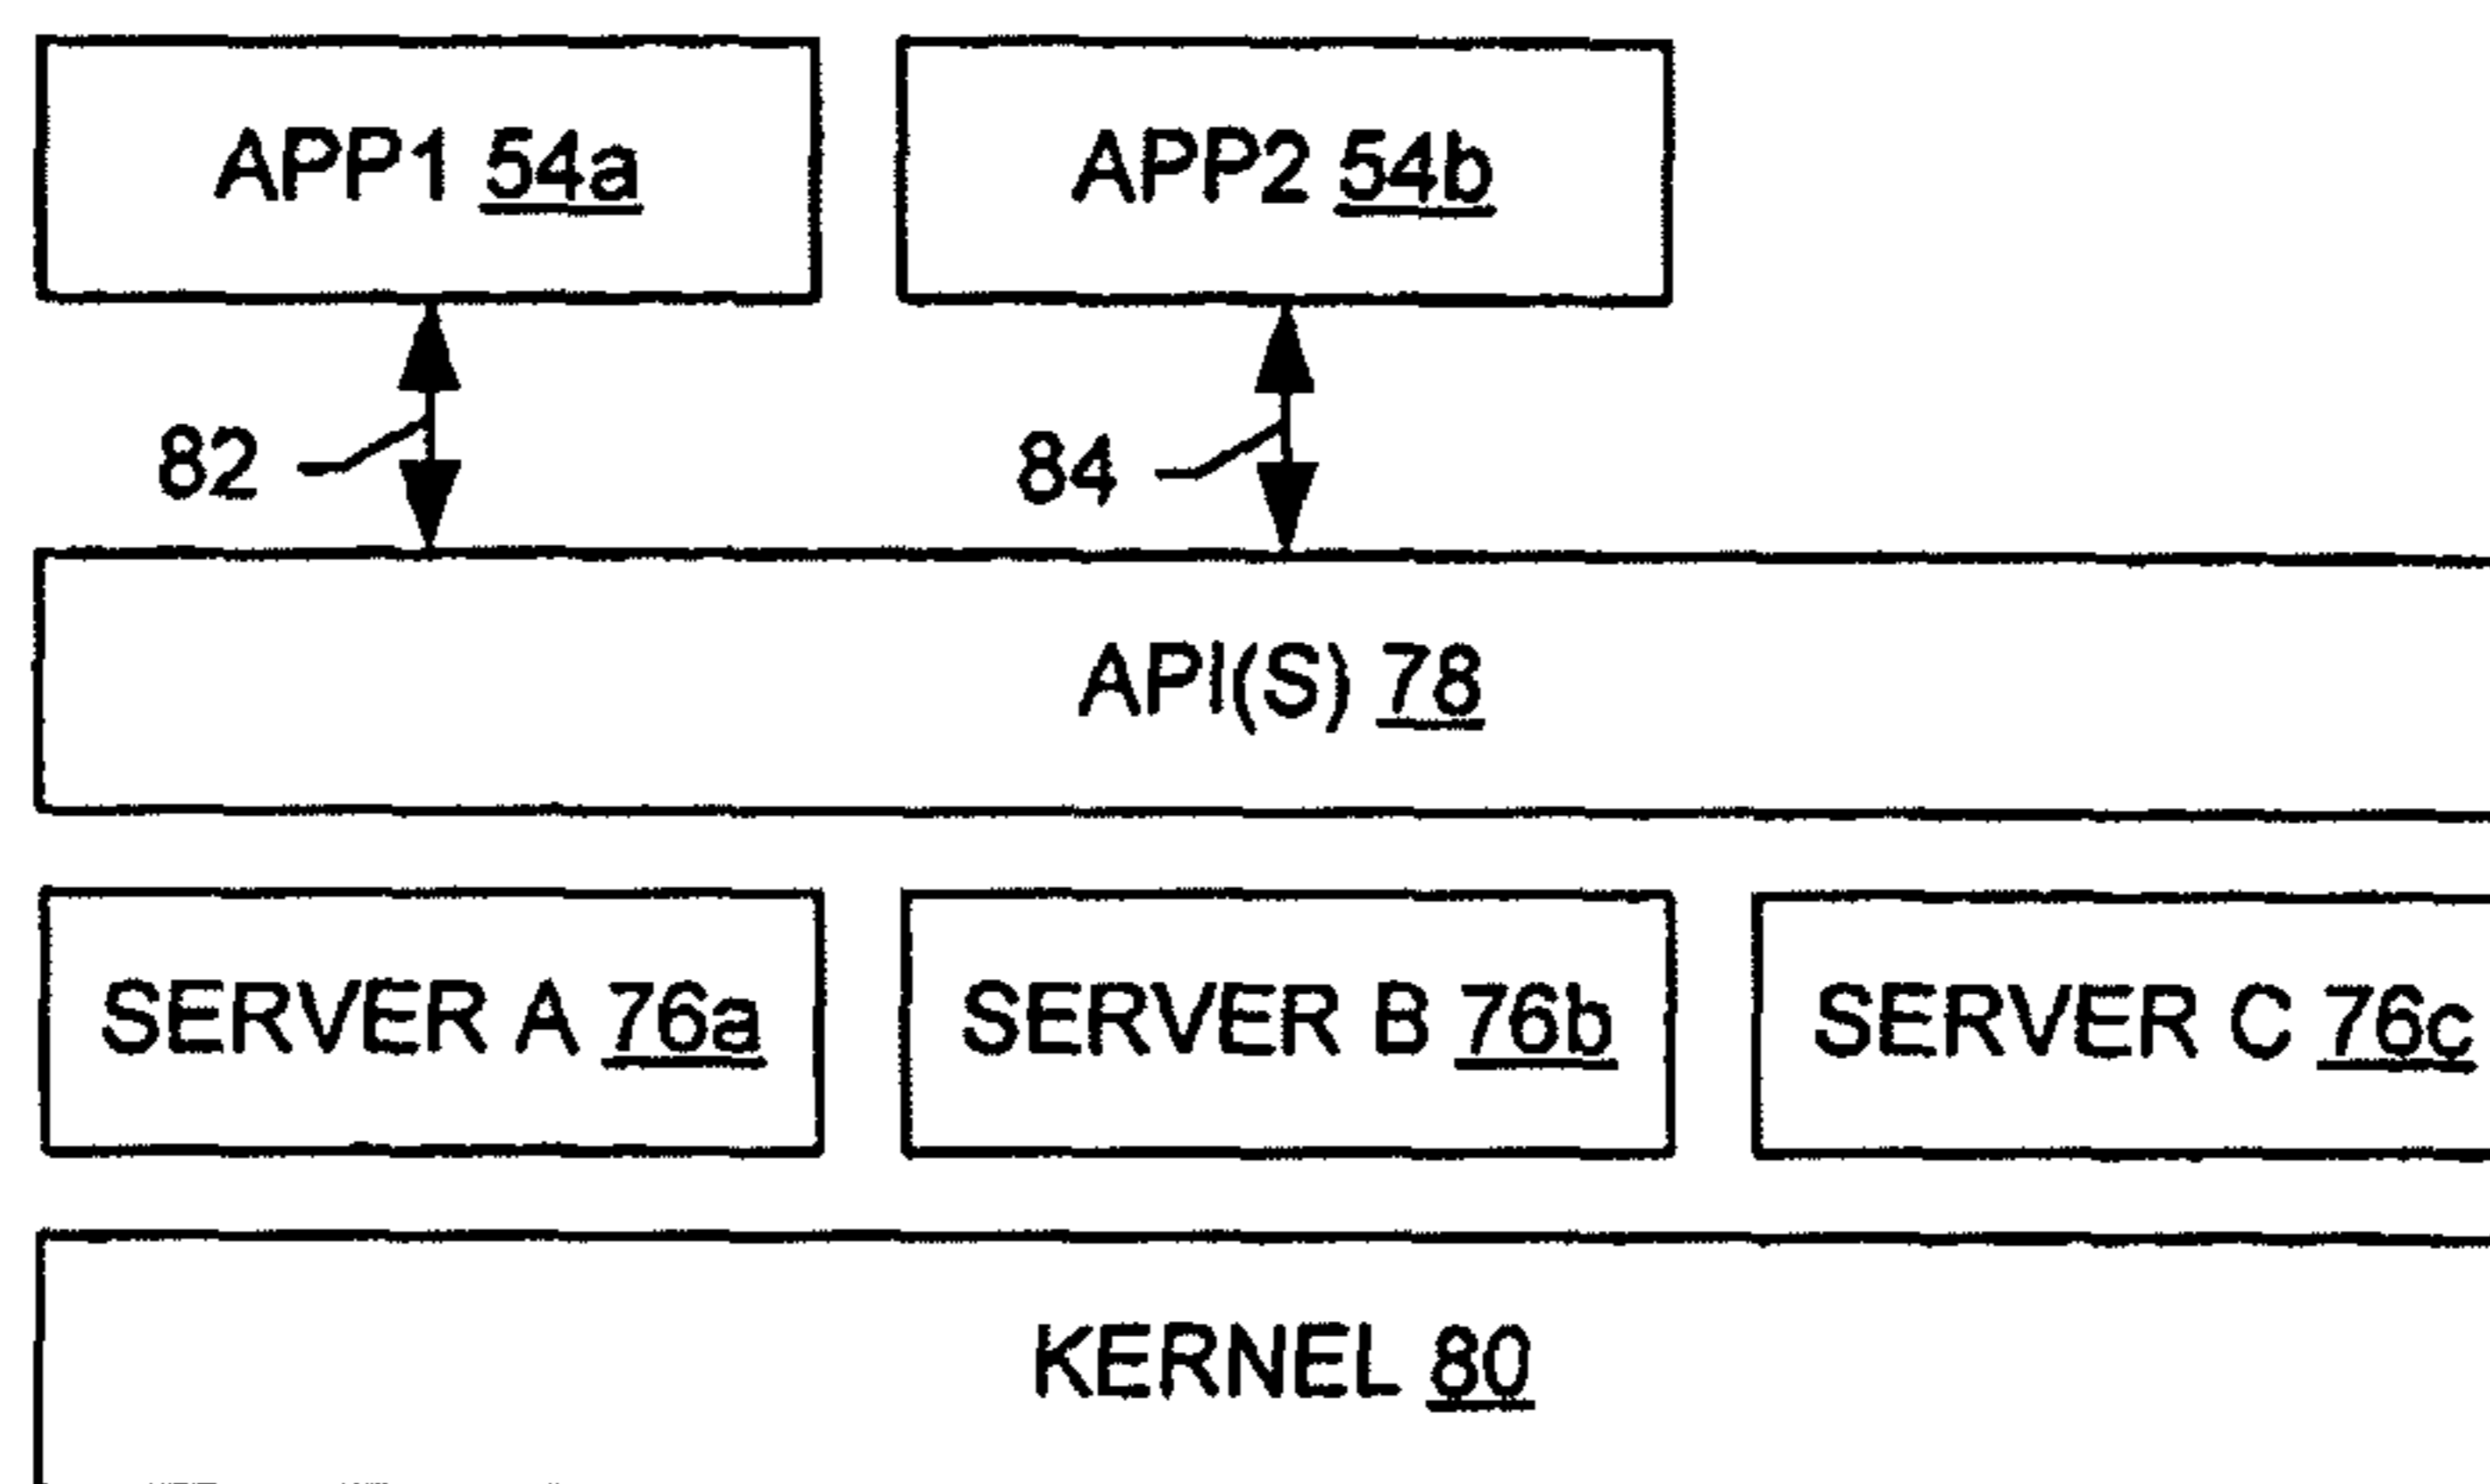 APP1 54a
APP2 54b
82
84
API(S) 78
SERVER A 76a
SERVER B 76b
SERVER C 76c
KERNEL 80